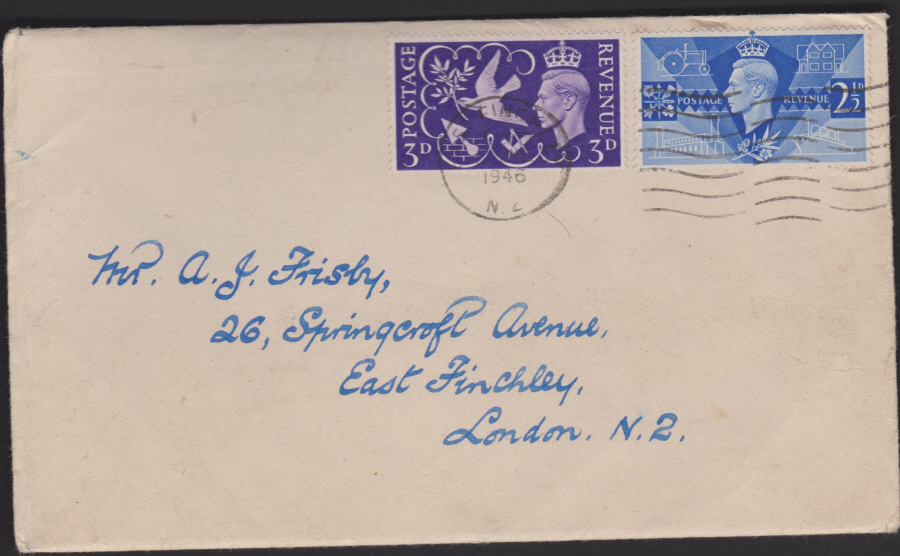 POSTAGE REVENUE
3D 3D
POSTAGE REVENUE 2½D
1946
N. 2
Mr. A. J. Frisby,
26, Springcroft Avenue,
East Finchley,
London. N.2.